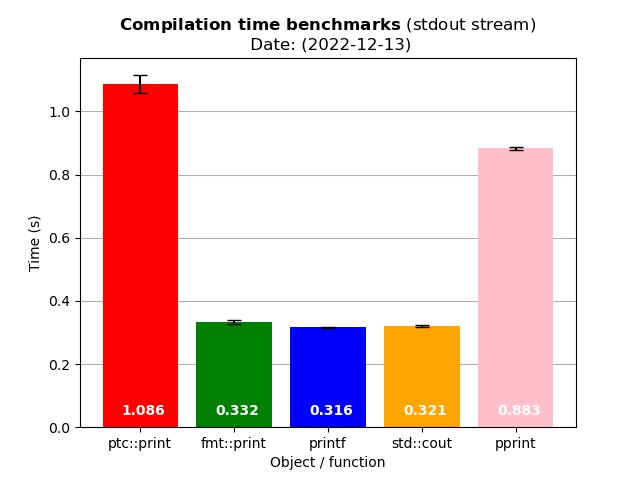 Compilation time benchmarks (stdout stream)
Date: (2022-12-13)
Time (s)
1.0
0.8
0.6
0.4
0.2
0.0
1.086
0.332
0.316
0.321
0.883
ptc::print
fmt::print
printf
std::cout
pprint
Object / function